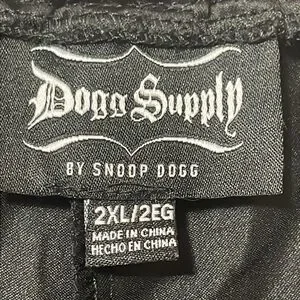 Dogg Supply
BY SNOOP DOGG
2XL/2EG
MADE IN CHINA
HECHO EN CHINA